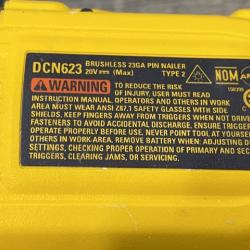 DCN623 BRUSHLESS 23GA PIN NAILER
20V (Max) TYPE 2
NOM
WARNING TO REDUCE THE RISK
OF INJURY, USER MUST READ
INSTRUCTION MANUAL. OPERATORS AND OTHERS IN WORK
AREA MUST WEAR ANSI Z87.1 SAFETY GLASSES WITH SIDE
SHIELDS. KEEP FINGERS AWAY FROM TRIGGER WHEN NOT DRIVING
FASTENERS TO AVOID ACCIDENTAL DISCHARGE. ENSURE
OPERATE PROPERLY BEFORE USE. NEVER POINT TOOL AT YOURSELF OR
OTHERS IN WORK AREA. REMOVE BATTERY WHEN MAKING ADJUSTMENTS,
CLEARING JAMS, OR SERVICING.
SETTINGS. CHECKING PROPER OPERATION OF PRIMARY AND SEC
TRIGGERS